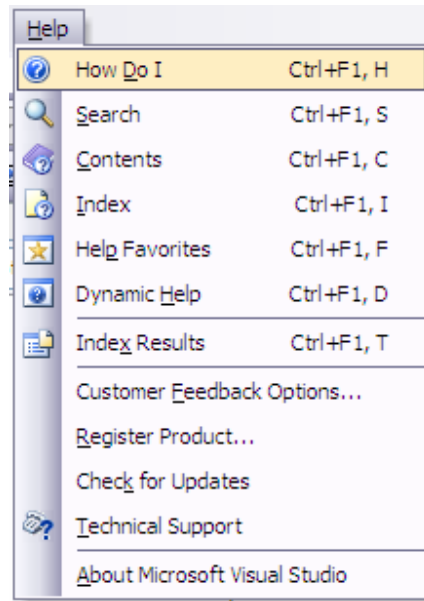 Help
How Do I Ctrl+F1, H
Search Ctrl+F1, S
Contents Ctrl+F1, C
Index Ctrl+F1, I
Help Favorites Ctrl+F1, F
Dynamic Help Ctrl+F1, D
Index Results Ctrl+F1, T
Customer Feedback Options...
Register Product...
Check for Updates
Technical Support
About Microsoft Visual Studio